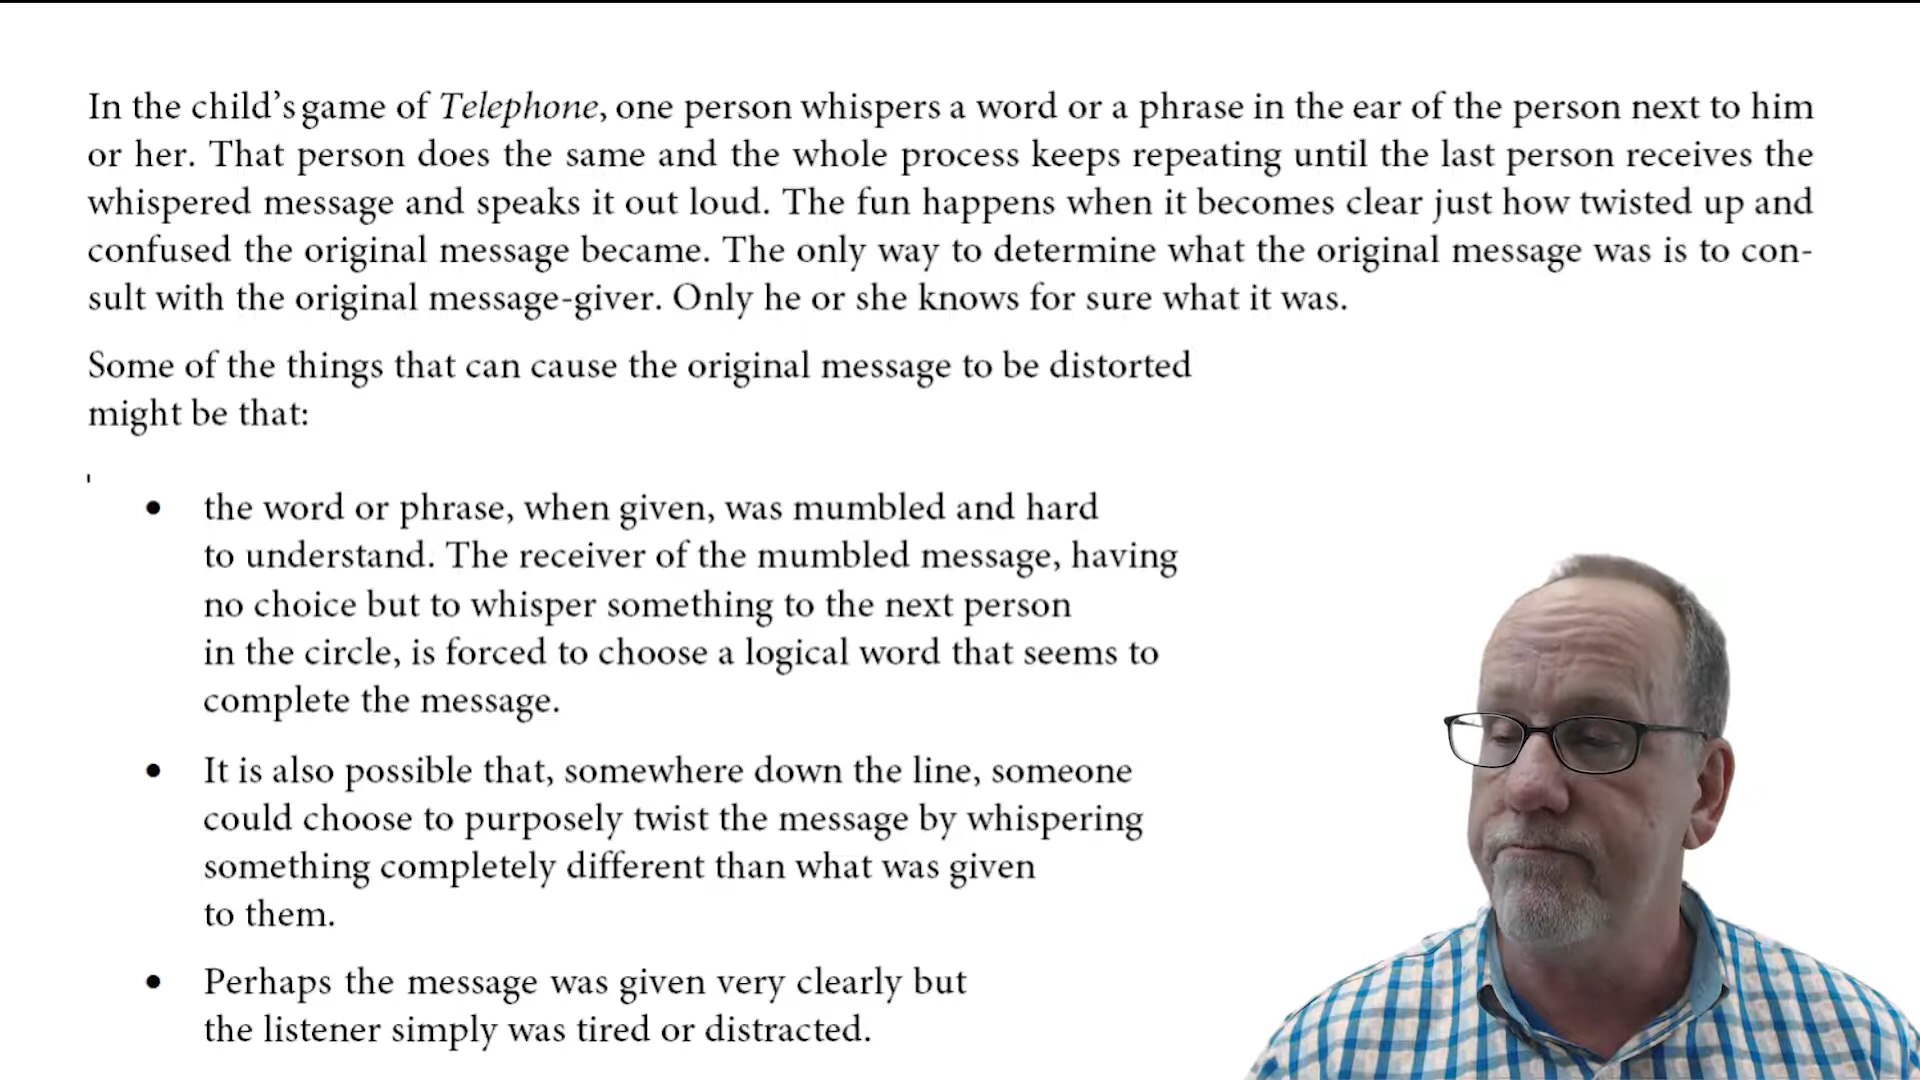 In the child's game of Telephone, one person whispers a word or a phrase in the ear of the person next to him
or her. That person does the same and the whole process keeps repeating until the last person receives the
whispered message and speaks it out loud. The fun happens when it becomes clear just how twisted up and
confused the original message became. The only way to determine what the original message was is to con-
sult with the original message-giver. Only he or she knows for sure what it was.
Some of the things that can cause the original message to be distorted
might be that:
• the word or phrase, when given, was mumbled and hard
to understand. The receiver of the mumbled message, having
no choice but to whisper something to the next person
in the circle, is forced to choose a logical word that seems to
complete the message.
• It is also possible that, somewhere down the line, someone
could choose to purposely twist the message by whispering
something completely different than what was given
to them.
• Perhaps the message was given very clearly but
the listener simply was tired or distracted.